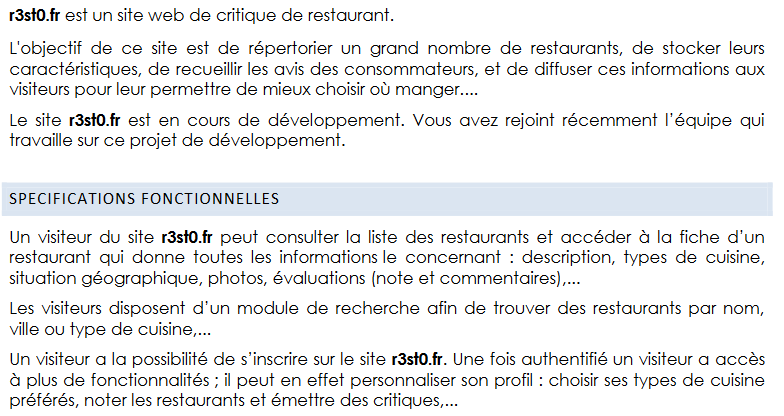 r3st0.fr est un site web de critique de restaurant.
L'objectif de ce site est de répertorier un grand nombre de restaurants, de stocker leurs
caractéristiques, de recueillir les avis des consommateurs, et de diffuser ces informations aux
visiteurs pour leur permettre de mieux choisir où manger....
Le site r3st0.fr est en cours de développement. Vous avez rejoint récemment l'équipe qui
travaille sur ce projet de développement.
SPECIFICATIONS FONCTIONNELLES
Un visiteur du site r3st0.fr peut consulter la liste des restaurants et accéder à la fiche d'un
restaurant qui donne toutes les informations le concernant : description, types de cuisine,
situation géographique, photos, évaluations (note et commentaires),...
Les visiteurs disposent d'un module de recherche afin de trouver des restaurants par nom,
ville ou type de cuisine,...
Un visiteur a la possibilité de s'inscrire sur le site r3st0.fr. Une fois authentifié un visiteur a accès
à plus de fonctionnalités ; il peut en effet personnaliser son profil : choisir ses types de cuisine
préférés, noter les restaurants et émettre des critiques,...